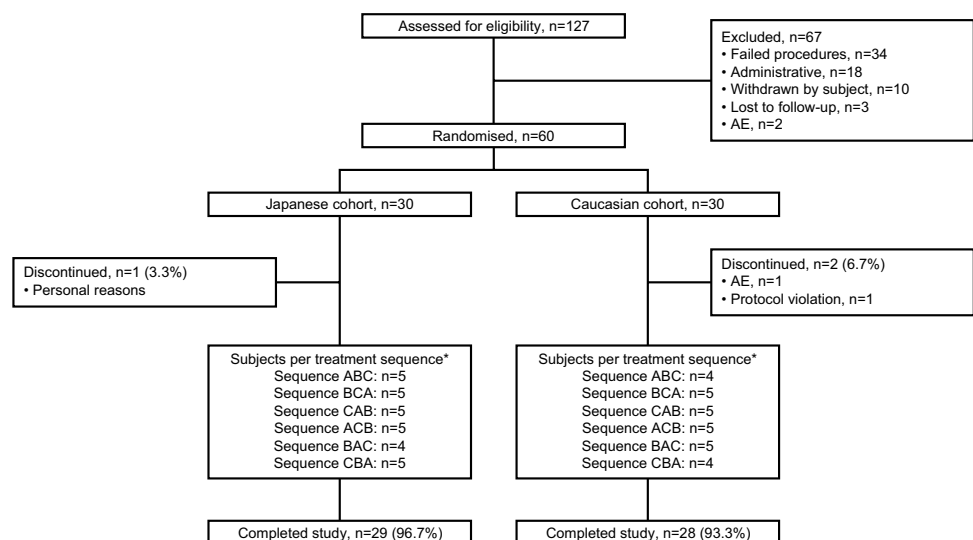 Assessed for eligibility, n=127
Excluded, n=67
• Failed procedures, n=34
• Administrative, n=18
• Withdrawn by subject, n=10
• Lost to follow-up, n=3
• AE, n=2
Randomised, n=60
Japanese cohort, n=30
Caucasian cohort, n=30
Discontinued, n=1 (3.3%)
• Personal reasons
Discontinued, n=2 (6.7%)
• AE, n=1
• Protocol violation, n=1
Subjects per treatment sequence*
Sequence ABC: n=5
Sequence BCA: n=5
Sequence CAB: n=5
Sequence ACB: n=5
Sequence BAC: n=4
Sequence CBA: n=5
Subjects per treatment sequence*
Sequence ABC: n=4
Sequence BCA: n=5
Sequence CAB: n=5
Sequence ACB: n=5
Sequence BAC: n=5
Sequence CBA: n=4
Completed study, n=29 (96.7%)
Completed study, n=28 (93.3%)